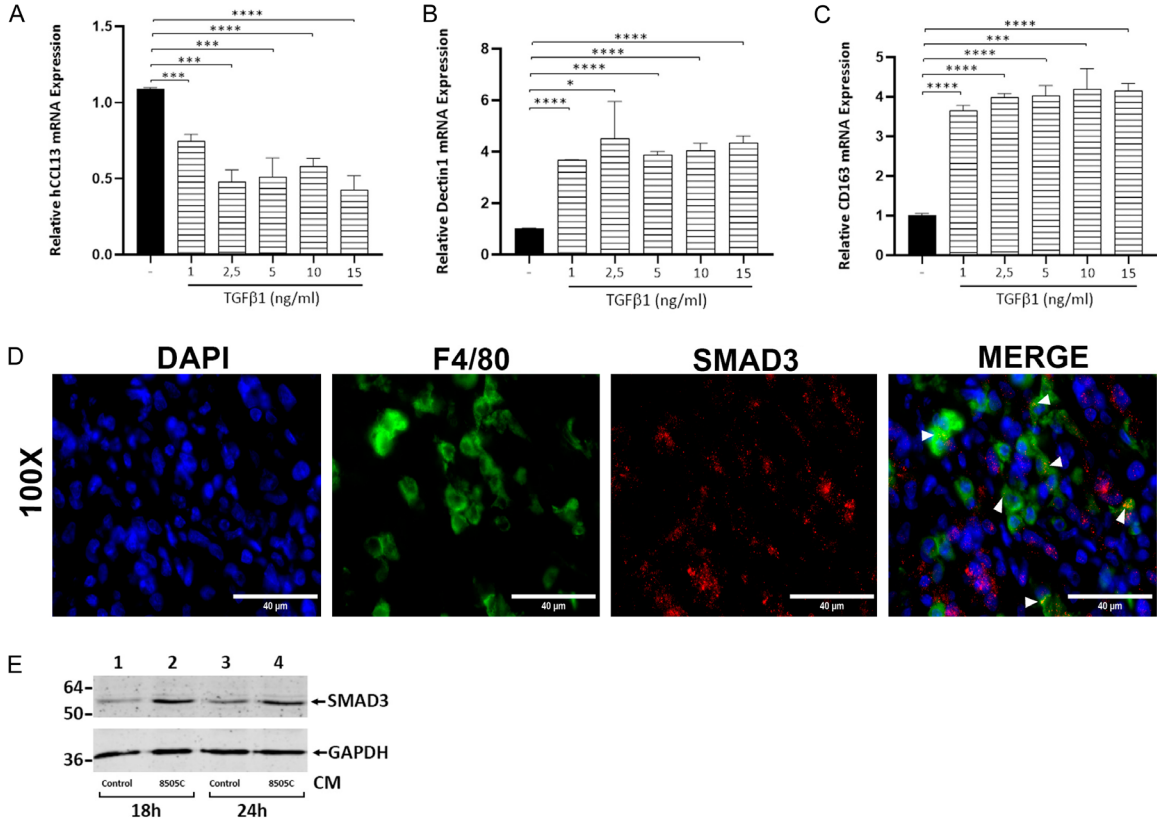 A
Relative hCCL13 mRNA Expression
1.5
1.0
0.5
0.0
****
****
***
***
***
- 1 2,5 5 10 15
TGFβ1 (ng/ml)
B
Relative Dectin1 mRNA Expression
8
6
4
2
0
****
****
****
*
****
- 1 2,5 5 10 15
TGFβ1 (ng/ml)
C
Relative CD163 mRNA Expression
5
4
3
2
1
0
****
***
****
****
****
- 1 2,5 5 10 15
TGFβ1 (ng/ml)
D
DAPI F4/80 SMAD3 MERGE
100X
40 µm 40 µm 40 µm 40 µm
E
1 2 3 4
64
50
SMAD3
36
GAPDH
Control 8505C Control 8505C CM
18h 24h